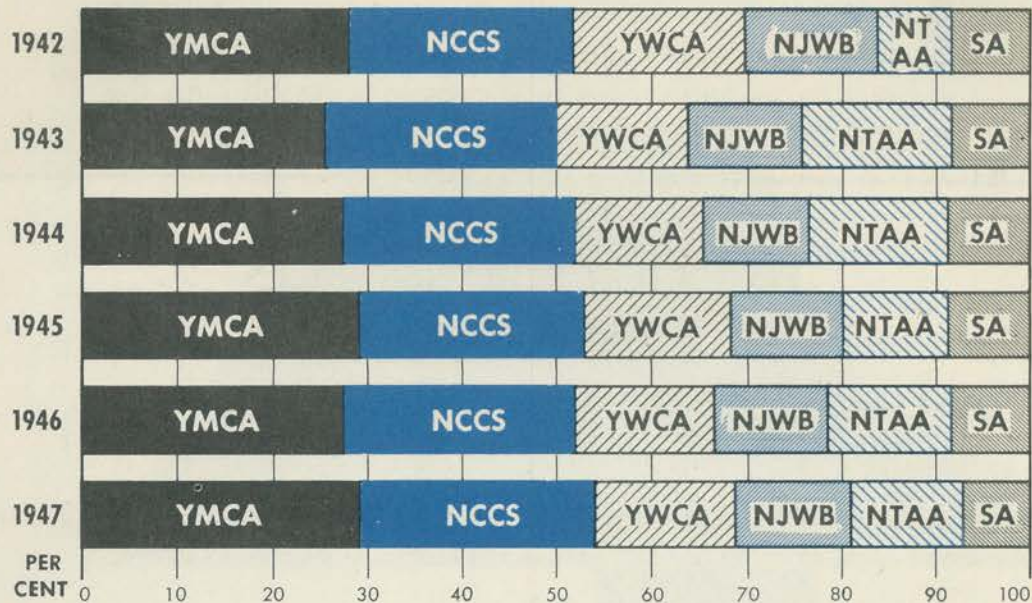 1942 YMCA NCCS YWCA NJWB NT AA SA
1943 YMCA NCCS YWCA NJWB NTAA SA
1944 YMCA NCCS YWCA NJWB NTAA SA
1945 YMCA NCCS YWCA NJWB NTAA SA
1946 YMCA NCCS YWCA NJWB NTAA SA
1947 YMCA NCCS YWCA NJWB NTAA SA
PER
CENT 0 10 20 30 40 50 60 70 80 90 100